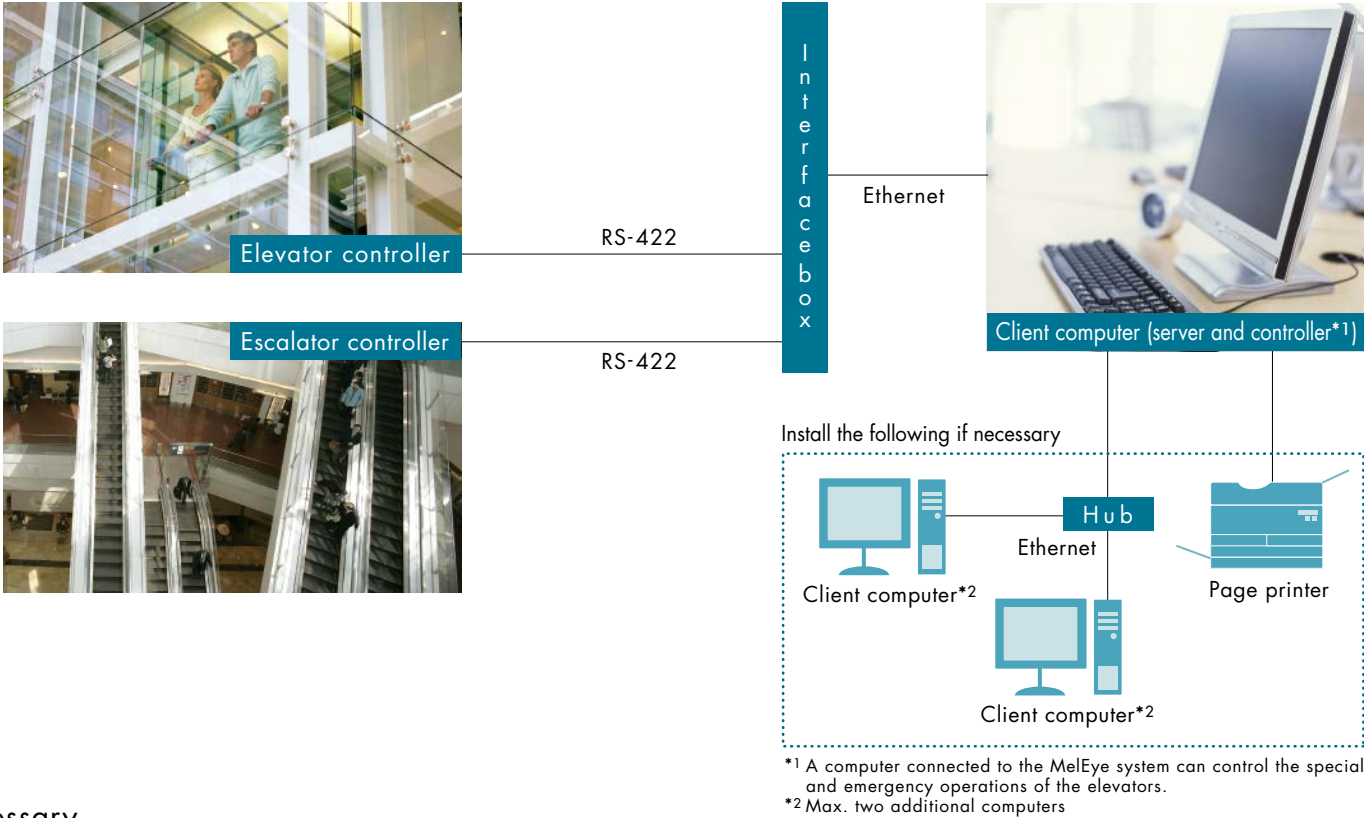 Interface box
Ethernet
RS-422
Elevator controller
Escalator controller
RS-422
Client computer (server and controller*1)
Install the following if necessary
Hub
Ethernet
Client computer*2
Page printer
Client computer*2
*1 A computer connected to the MelEye system can control the special
and emergency operations of the elevators.
*2 Max. two additional computers